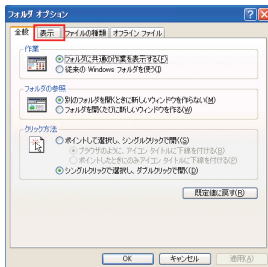 フォルダ オプション
全般 表示 ファイルの種類 オフライン ファイル
作業
フォルダに共通の作業を表示する(E)
従来の Windows フォルダを使う(I)
フォルダの参照
別のフォルダを開くときに新しいウィンドウを作らない(M)
フォルダを開くたびに新しいウィンドウを作る(W)
クリック方法
ポイントして選択し、シングルクリックで開く(S)
ブラウザのように、アイコン タイトルに下線を付ける(B)
ポイントしたときにのみアイコン タイトルに下線を付ける(P)
シングルクリックで選択し、ダブルクリックで開く(D)
既定値に戻す(R)
OK キャンセル 適用(A)